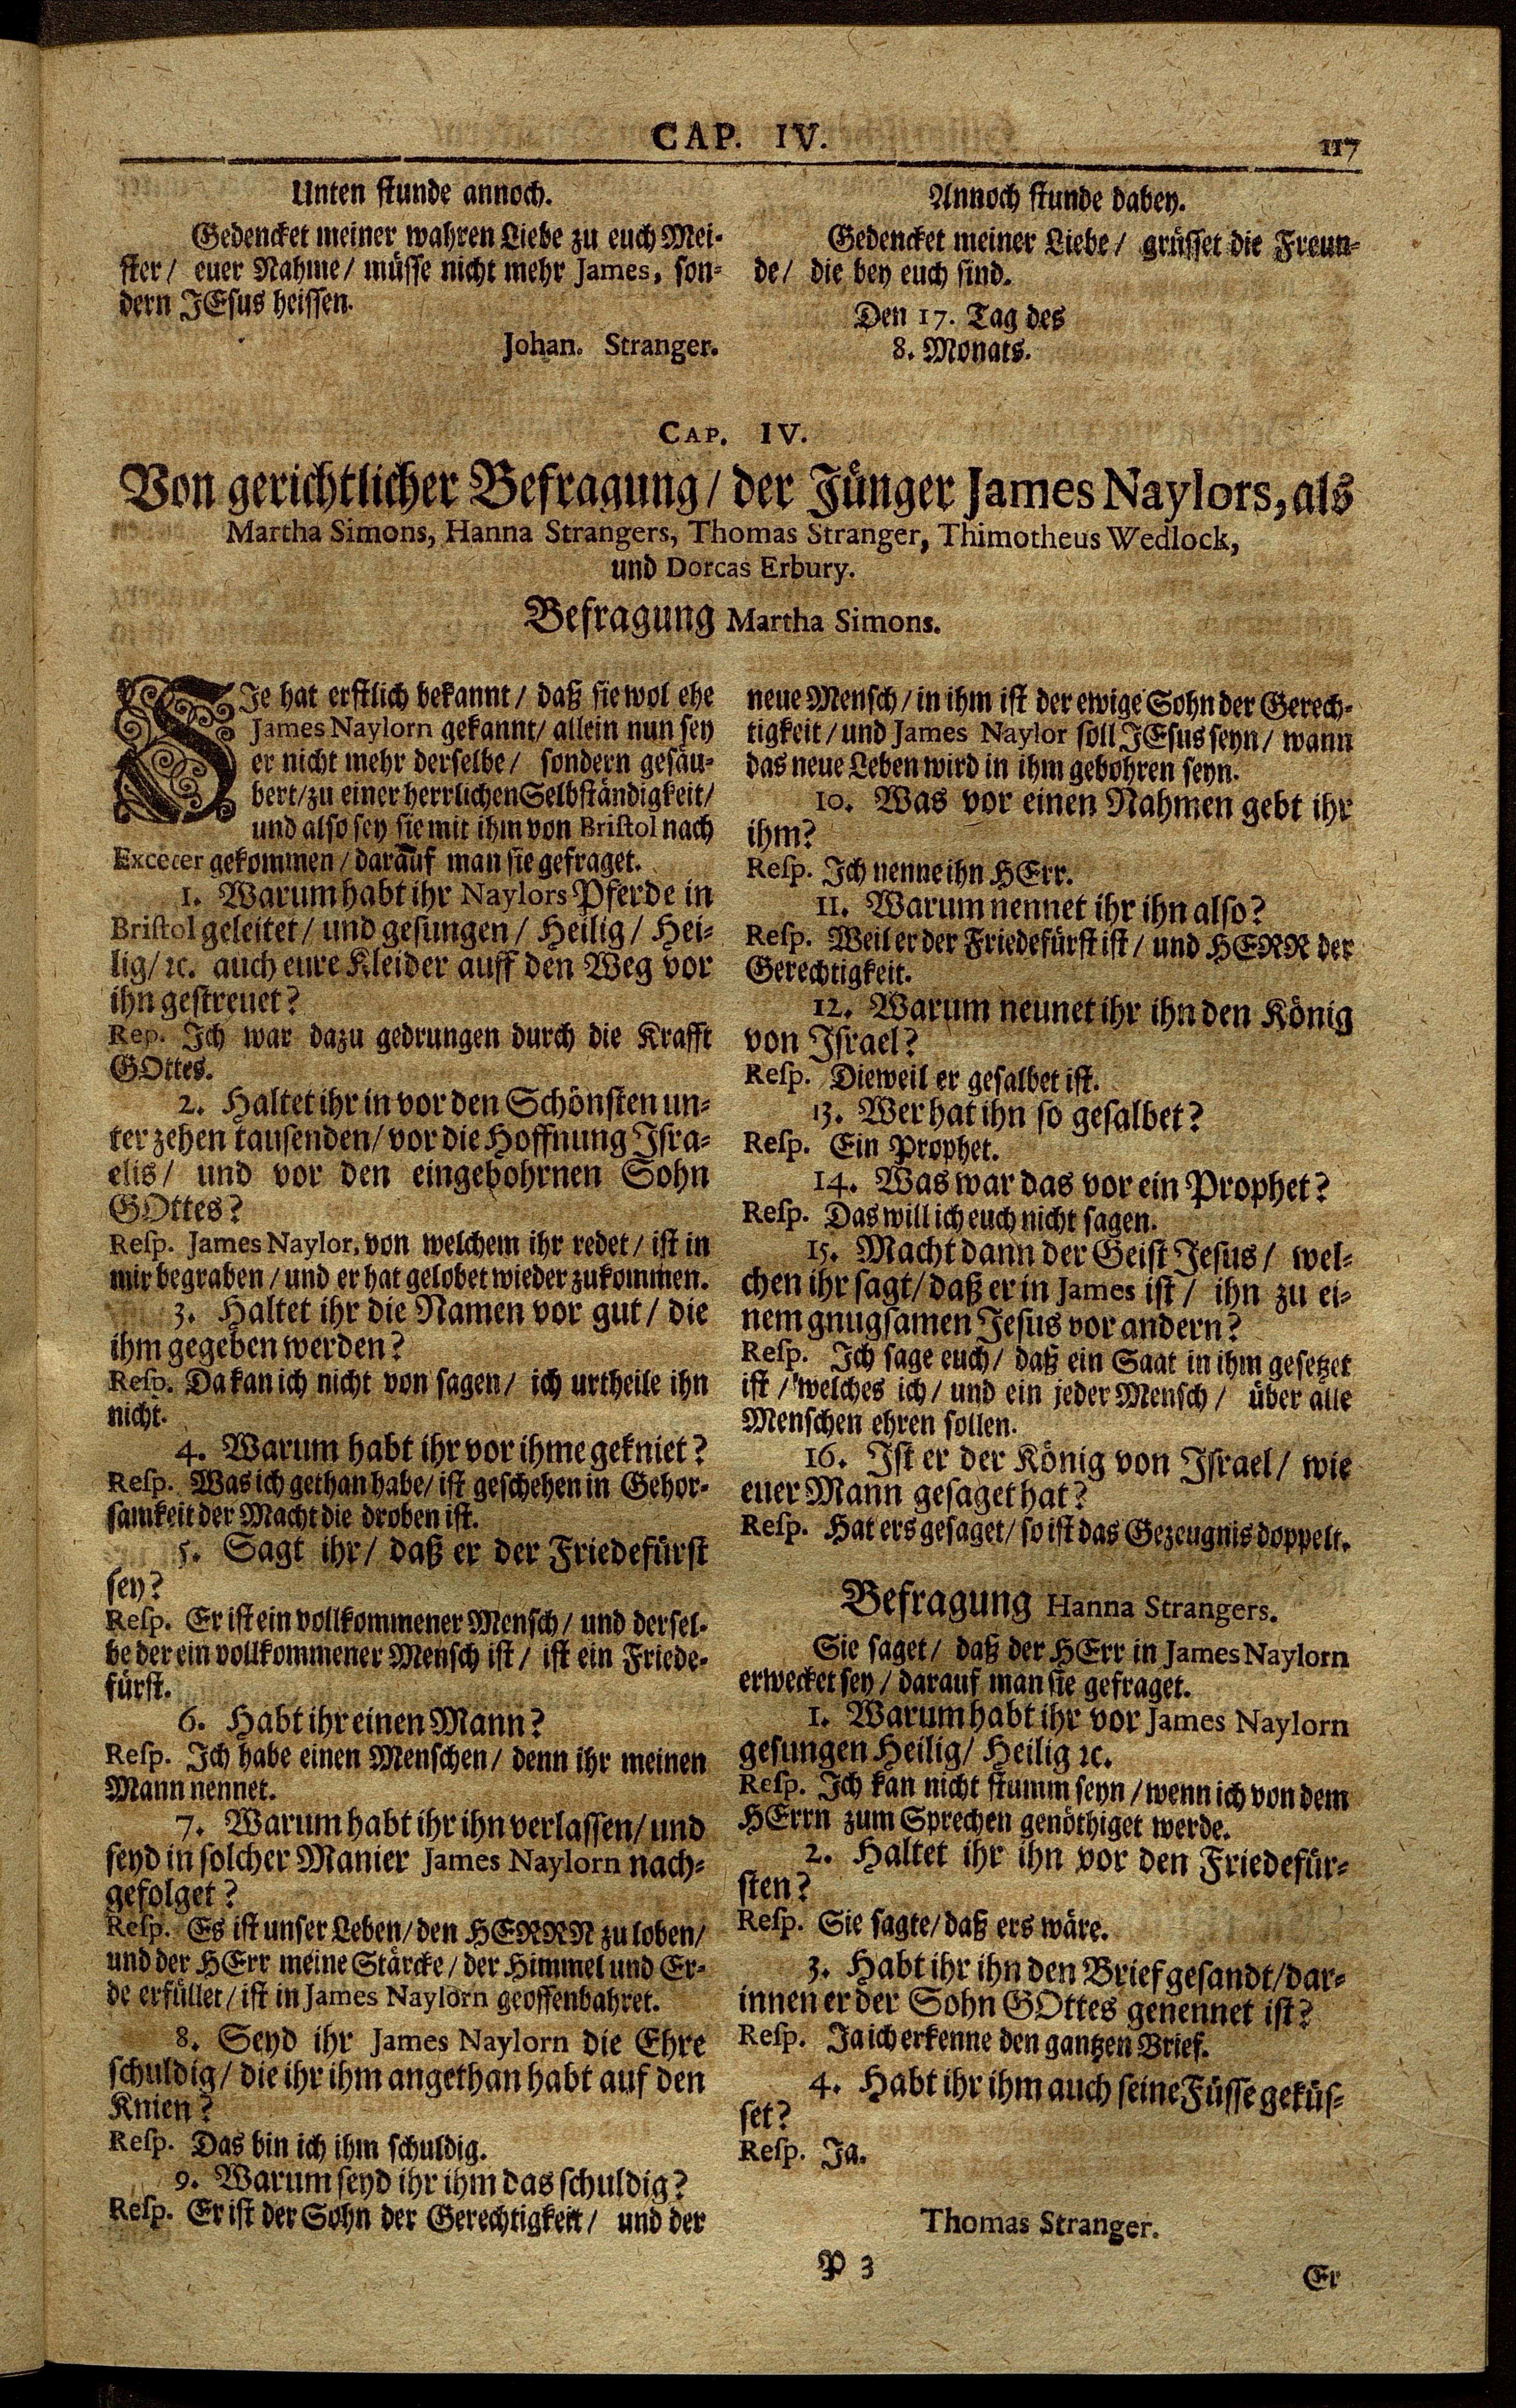 CAP. IV.
117
Unten stunde annoch.
Gedencket meiner wahren Liebe zu euch Mei-
ster/ euer Nahme/ müsse nicht mehr James, son-
dern JEsus heissen.
Johan. Stranger.
Annoch stunde dabey.
Gedencket meiner Liebe/ grüsset die Freun-
de/ die bey euch sind.
Den 17. Tag des
8. Monats.
CAP. IV.
Von gerichtlicher Befragung/ der Jünger James Naylors, als
Martha Simons, Hanna Strangers, Thomas Stranger, Thimotheus Wedlock,
und Dorcas Erbury.
Befragung Martha Simons.
SJe hat erstlich bekannt/ daß sie wol ehe
James Naylorn gekannt/ allein nun sey
er nicht mehr derselbe/ sondern gesäu-
bert/zu einer herrlichen Selbständigkeit/
und also sey sie mit ihm von Bristol nach
Excecer gekommen/ darauf man sie gefraget.
1. Warum habt ihr Naylors Pferde in
Bristol geleitet/ und gesungen/ Heilig/ Hei-
lig/ ꝛc. auch eure Kleider auff den Weg vor
ihn gestreuet?
Rep. Jch war dazu gedrungen durch die Krafft
GOttes.
2. Haltet ihr in vor den Schönsten un-
ter zehen tausenden/ vor die Hoffnung Jsra-
elis/ und vor den eingebohrnen Sohn
GOttes?
Resp. James Naylor, von welchem ihr redet/ ist in
mir begraben/ und er hat gelobet wieder zukommen.
3. Haltet ihr die Namen vor gut/ die
ihm gegeben werden?
Resp. Da kan ich nicht von sagen/ ich urtheile ihn
nicht.
4. Warum habt ihr vor ihme gekniet?
Resp. Was ich gethan habe/ ist geschehen in Gehor-
samkeit der Macht die droben ist.
5. Sagt ihr/ daß er der Friedefürst
sey?
Resp. Er ist ein vollkommener Mensch/ und dersel-
be der ein vollkommener Mensch ist/ ist ein Friede-
fürst.
6. Habt ihr einen Mann?
Resp. Jch habe einen Menschen/ denn ihr meinen
Mann nennet.
7. Warum habt ihr ihn verlassen/ und
seyd in solcher Manier James Naylorn nach-
gefolget?
Resp. Es ist unser Leben/ den HERRN zu loben/
und der HErr meine Stärcke/ der Himmel und Er-
de erfüllet/ ist in James Naylorn geoffenbahret.
8. Seyd ihr James Naylorn die Ehre
schuldig/ die ihr ihm angethan habt auf den
Knien?
Resp. Das bin ich ihm schuldig.
9. Warum seyd ihr ihm das schuldig?
Resp. Er ist der Sohn der Gerechtigkeit/ und der
neue Mensch/ in ihm ist der ewige Sohn der Gerech-
tigkeit/ und James Naylor soll JEsus seyn/ wann
das neue Leben wird in ihm gebohren seyn.
10. Was vor einen Nahmen gebt ihr
ihm?
Resp. Jch nenne ihn HErr.
11. Warum nennet ihr ihn also?
Resp. Weil er der Friedefürst ist/ und HERR der
Gerechtigkeit.
12. Warum neunet ihr ihn den König
von Jsrael?
Resp. Dieweil er gesalbet ist.
13. Wer hat ihn so gesalbet?
Resp. Ein Prophet.
14. Was war das vor ein Prophet?
Resp. Das will ich euch nicht sagen.
15. Macht dann der Geist Jesus/ wel-
chen ihr sagt/ daß er in James ist/ ihn zu ei-
nem gnugsamen Jesus vor andern?
Resp. Jch sage euch/ daß ein Saat in ihm gesetzet
ist/ welches ich/ und ein jeder Mensch/ über alle
Menschen ehren sollen.
16. Jst er der König von Jsrael/ wie
euer Mann gesaget hat?
Resp. Hat ers gesaget/ so ist das Gezeugnis doppelt.
Befragung Hanna Strangers.
Sie saget/ daß der HErr in James Naylorn
erwecket sey/ darauf man sie gefraget.
1. Warum habt ihr vor James Naylorn
gesungen Heilig/ Heilig ꝛc.
Resp. Jch kan nicht stumm seyn/ wenn ich von dem
HErrn zum Sprechen genöthiget werde.
2. Haltet ihr ihn vor den Friedefür-
sten?
Resp. Sie sagte/ daß ers wäre.
3. Habt ihr ihn den Brief gesandt/ dar-
innen er der Sohn GOttes genennet ist?
Resp. Ja ich erkenne den gantzen Brief.
4. Habt ihr ihm auch seine Füsse geküs-
set?
Resp. Ja.
Thomas Stranger.
P 3
Er